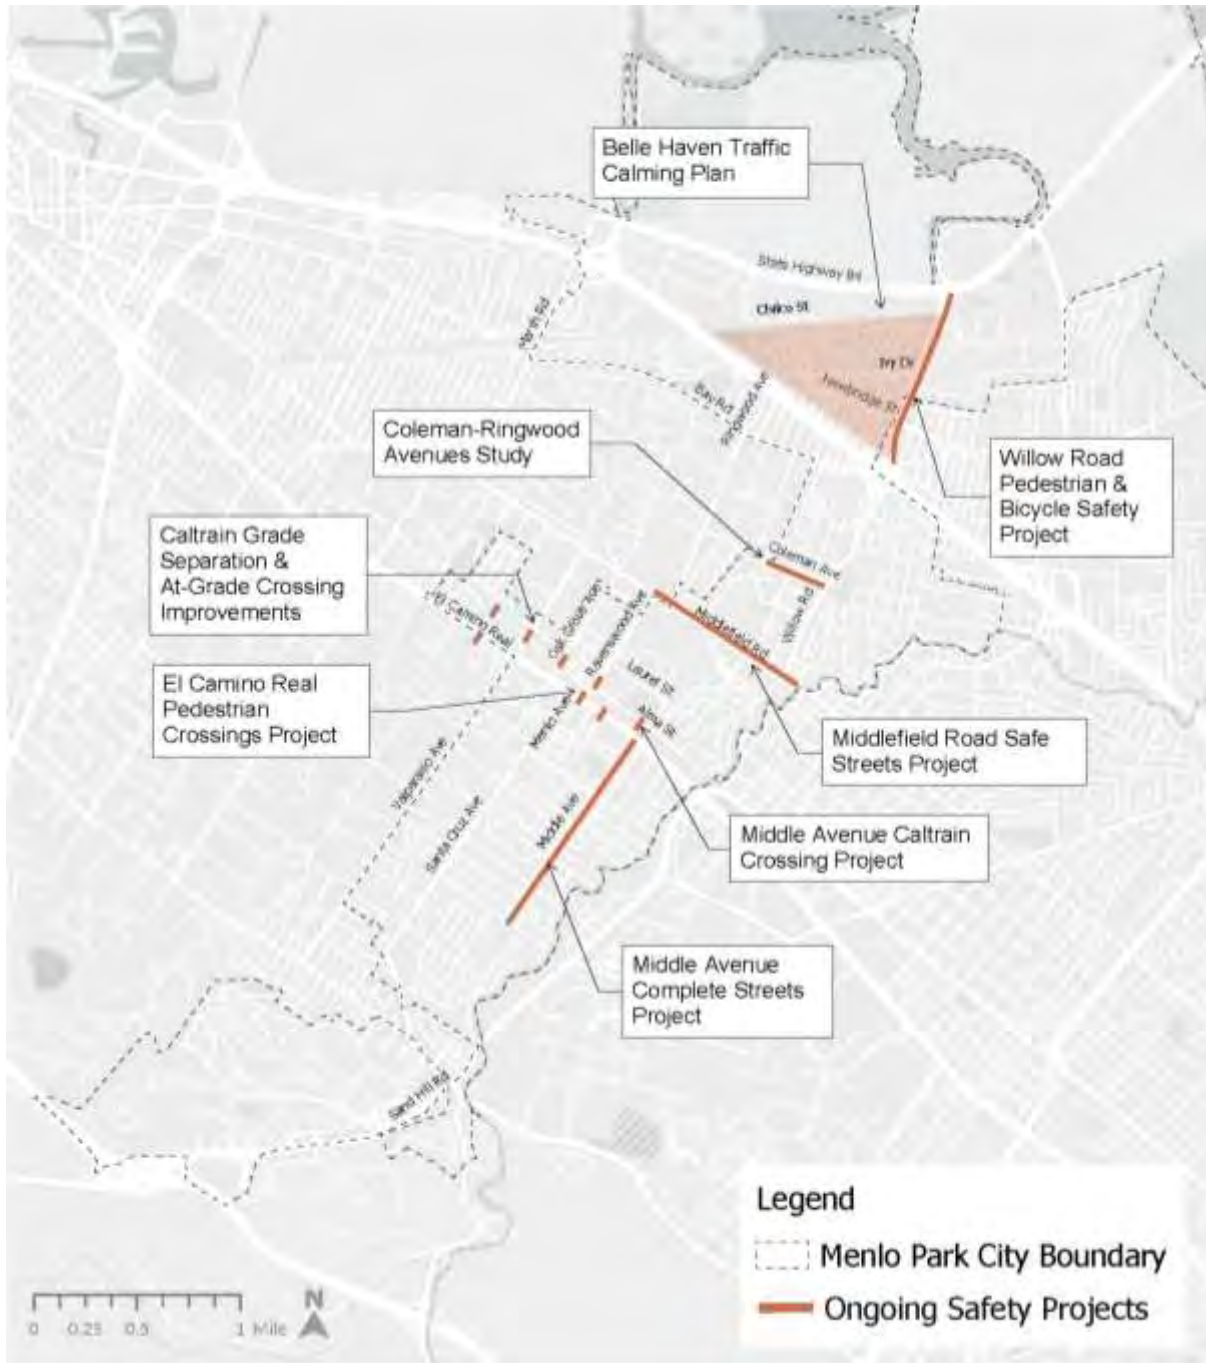 Belle Haven Traffic
Calming Plan
State Highway 84
Chilco St
Marsh Rd
Ivy Dr
Newbridge St
Bay Rd
Ringwood Ave
Coleman-Ringwood
Avenues Study
Willow Road
Pedestrian &
Bicycle Safety
Project
Caltrain Grade
Separation &
At-Grade Crossing
Improvements
Coleman Ave
El Camino Real
Oak Grove Ave
Ravenswood Ave
Middlefield Rd
Willow Rd
El Camino Real
Pedestrian
Crossings Project
Laurel St
Menlo Ave
Alma St
Middlefield Road Safe
Streets Project
Valparaiso Ave
Santa Cruz Ave
Middle Ave
Middle Avenue Caltrain
Crossing Project
Middle Avenue
Complete Streets
Project
Sand Hill Rd
Legend
Menlo Park City Boundary
Ongoing Safety Projects
N
0 0.25 0.5 1 Mile